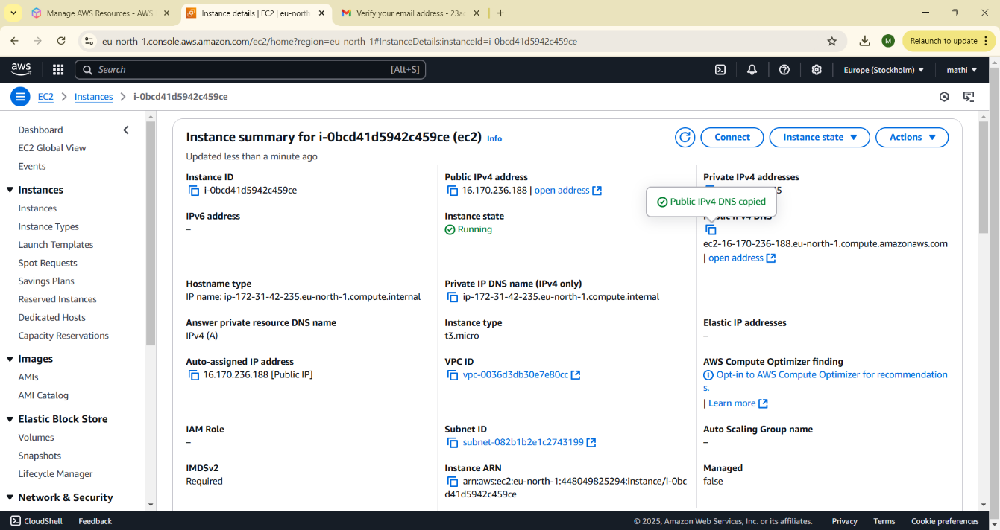 Manage AWS Resources - AWS
Instance details | EC2 | eu-north
Verify your email address - 23ac
eu-north-1.console.aws.amazon.com/ec2/home?region=eu-north-1#InstanceDetails:instanceId=i-0bcd41d5942c459ce
M
Relaunch to update
aws
Search
[Alt+S]
Europe (Stockholm)
mathi
EC2
Instances
i-0bcd41d5942c459ce
Dashboard
EC2 Global View
Events
Instances
Instances
Instance Types
Launch Templates
Spot Requests
Savings Plans
Reserved Instances
Dedicated Hosts
Capacity Reservations
Images
AMIs
AMI Catalog
Elastic Block Store
Volumes
Snapshots
Lifecycle Manager
Network & Security
Instance summary for i-0bcd41d5942c459ce (ec2) Info
Connect
Instance state
Actions
Updated less than a minute ago
Instance ID
i-0bcd41d5942c459ce
Public IPv4 address
16.170.236.188 | open address
Private IPv4 addresses
5
Public IPv4 DNS copied
IPv6 address
–
Instance state
Running
Public IPv4 DNS
ec2-16-170-236-188.eu-north-1.compute.amazonaws.com
| open address
Hostname type
IP name: ip-172-31-42-235.eu-north-1.compute.internal
Private IP DNS name (IPv4 only)
ip-172-31-42-235.eu-north-1.compute.internal
Answer private resource DNS name
IPv4 (A)
Instance type
t3.micro
Elastic IP addresses
–
Auto-assigned IP address
16.170.236.188 [Public IP]
VPC ID
vpc-0036d3db30e7e80cc
AWS Compute Optimizer finding
Opt-in to AWS Compute Optimizer for recommendation
s.
| Learn more
IAM Role
–
Subnet ID
subnet-082b1b2e1c2743199
Auto Scaling Group name
–
IMDSv2
Required
Instance ARN
arn:aws:ec2:eu-north-1:448049825294:instance/i-0bc
d41d5942c459ce
Managed
false
CloudShell
Feedback
© 2025, Amazon Web Services, Inc. or its affiliates.
Privacy
Terms
Cookie preferences